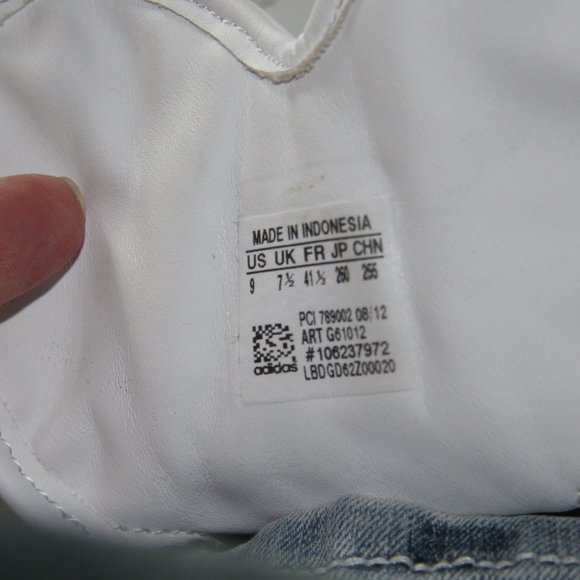 MADE IN INDONESIA
US UK FR JP CHN
9 7½ 41⅓ 260 255
PCI 789002 08/12
ART G61012
#106237972
adidas LBDGD62Z00020